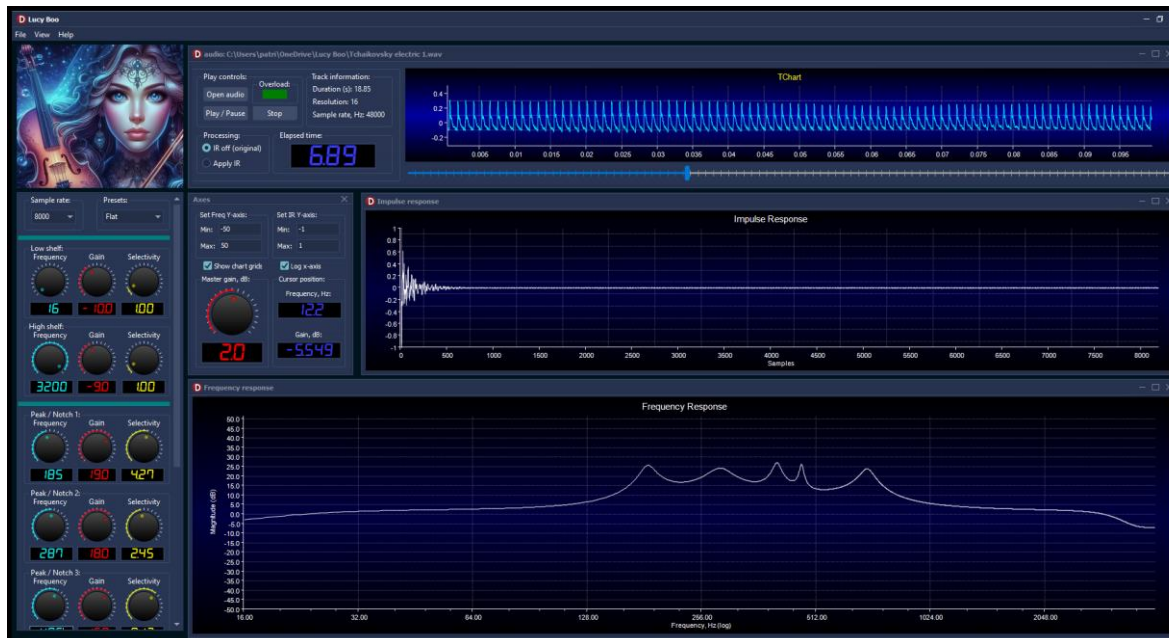 Lucy Boo
File View Help
audio: C:\Users\patri\OneDrive\Lucy Boo\Tchaikovsky electric 1.wav
Play controls:
Open audio
Overload:
Play / Pause
Stop
Track information:
Duration (s): 18.85
Resolution: 16
Sample rate, Hz: 48000
Processing:
IR off (original)
Apply IR
Elapsed time:
6.89
TChart
0.4
0.2
0
-0.2
0.005 0.01 0.015 0.02 0.025 0.03 0.035 0.04 0.045 0.05 0.055 0.06 0.065 0.07 0.075 0.08 0.085 0.09 0.095
Sample rate:
8000
Presets:
Flat
Low shelf:
Frequency Gain Selectivity
16 -10.0 1.00
High shelf:
Frequency Gain Selectivity
3200 -9.0 1.00
Peak / Notch 1:
Frequency Gain Selectivity
185 19.0 4.27
Peak / Notch 2:
Frequency Gain Selectivity
287 18.0 2.45
Peak / Notch 3:
Frequency Gain Selectivity
Axes
Set Freq Y-axis:
Min: -50
Max: 50
Set IR Y-axis:
Min: -1
Max: 1
Show chart grids
Log x-axis
Master gain, dB:
2.0
Cursor position:
Frequency, Hz:
12.2
Gain, dB:
-5.549
Impulse response
Impulse Response
1
0.8
0.6
0.4
0.2
0
-0.2
-0.4
-0.6
-0.8
-1
0 500 1000 1500 2000 2500 3000 3500 4000 4500 5000 5500 6000 6500 7000 7500 8000
Samples
Frequency response
Frequency Response
50.0
45.0
40.0
35.0
30.0
25.0
20.0
15.0
10.0
5.0
0.0
-5.0
-10.0
-15.0
-20.0
-25.0
-30.0
-35.0
-40.0
-45.0
-50.0
Magnitude (dB)
16.00 32.00 64.00 128.00 256.00 512.00 1024.00 2048.00
Frequency, Hz (log)